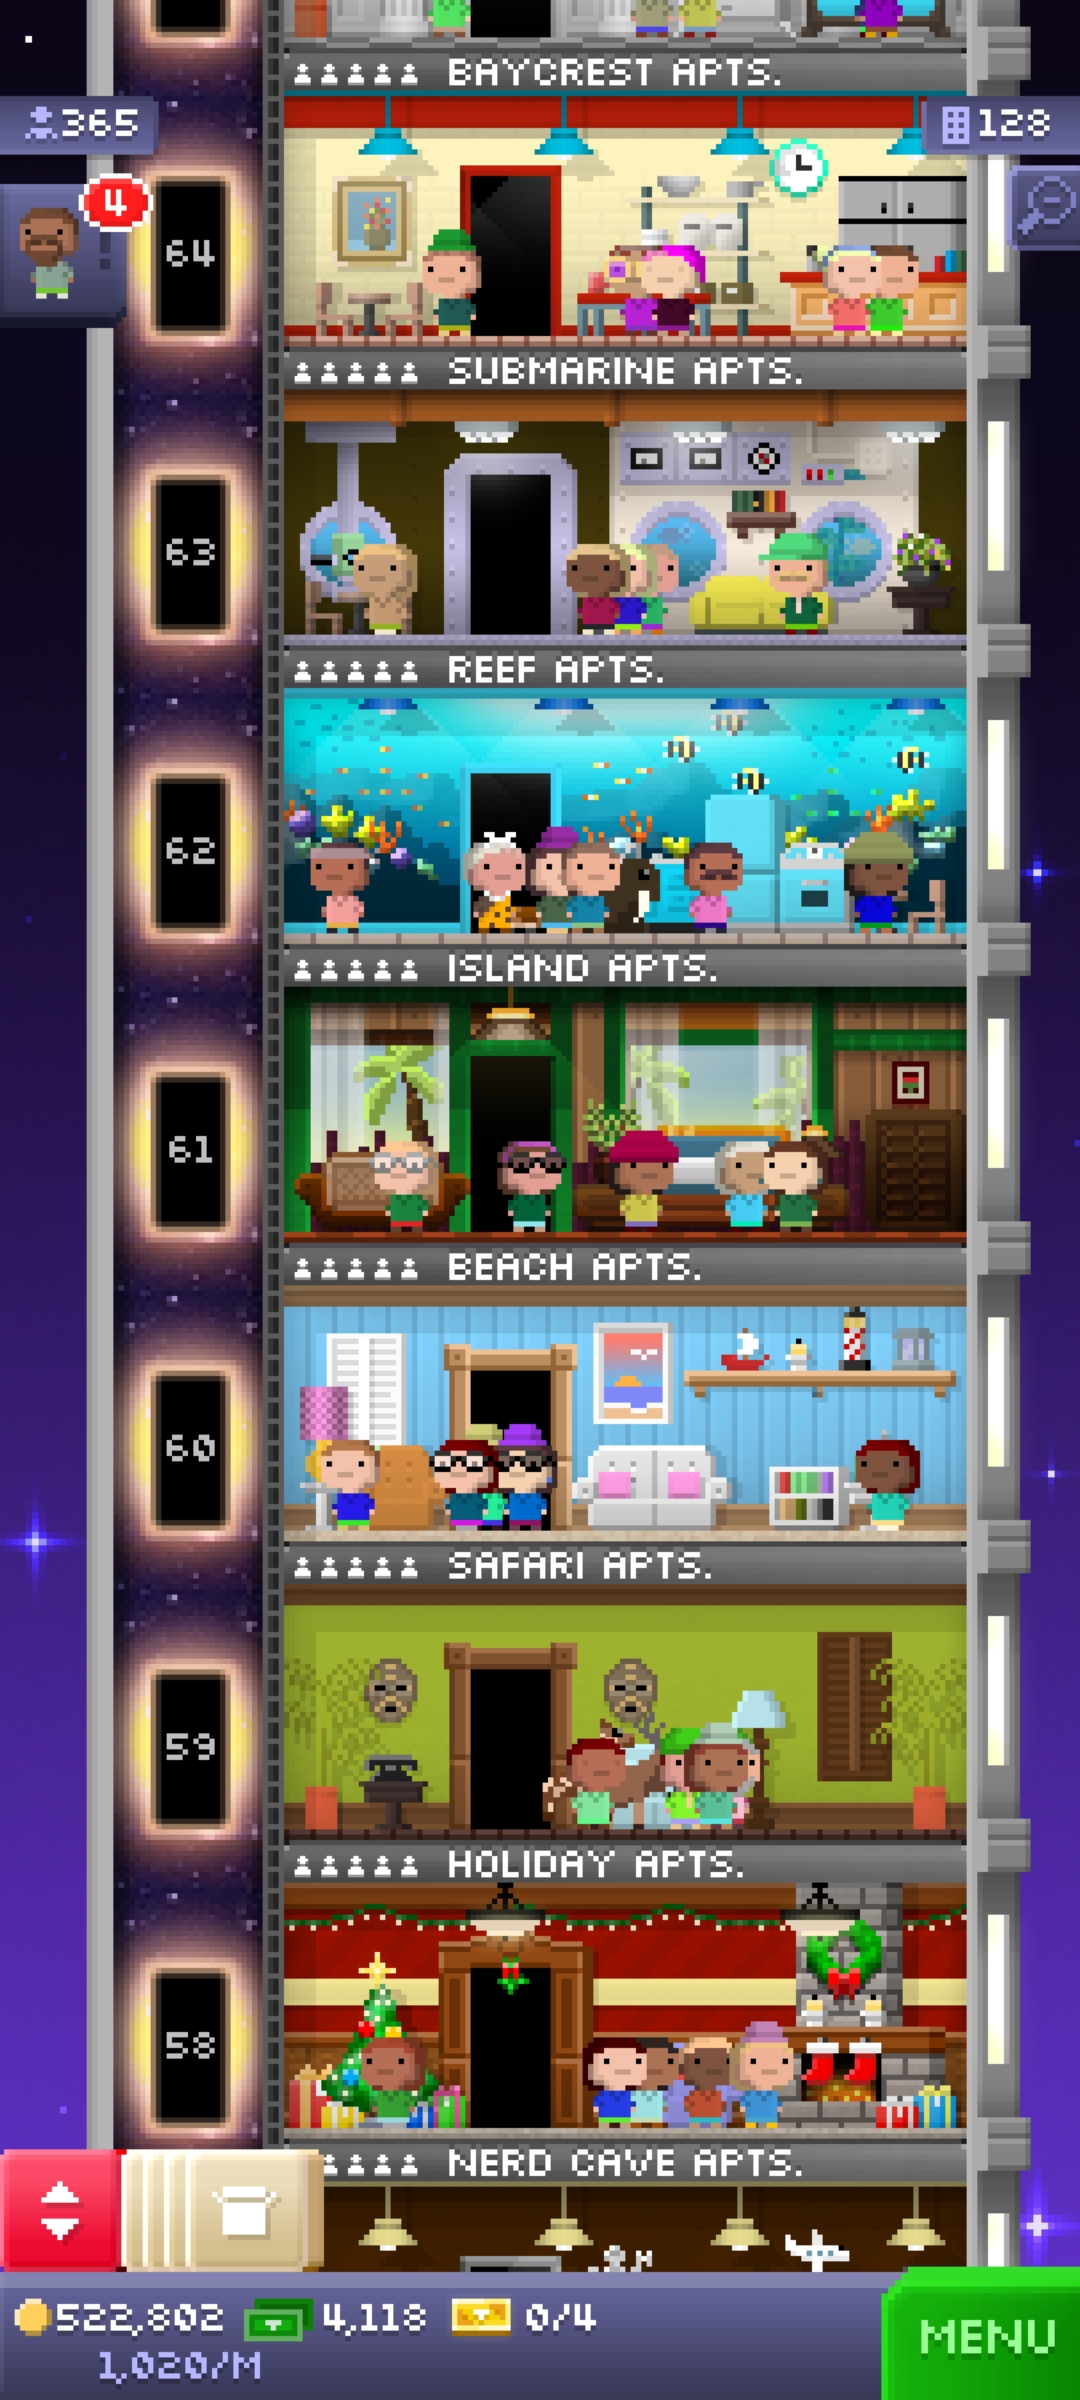 BAYCREST APTS.
365
128
4
64
SUBMARINE APTS.
63
REEF APTS.
62
ISLAND APTS.
61
BEACH APTS.
60
SAFARI APTS.
59
HOLIDAY APTS.
58
NERD CAVE APTS.
522,802 4,118 0/4
1,020/M
MENU